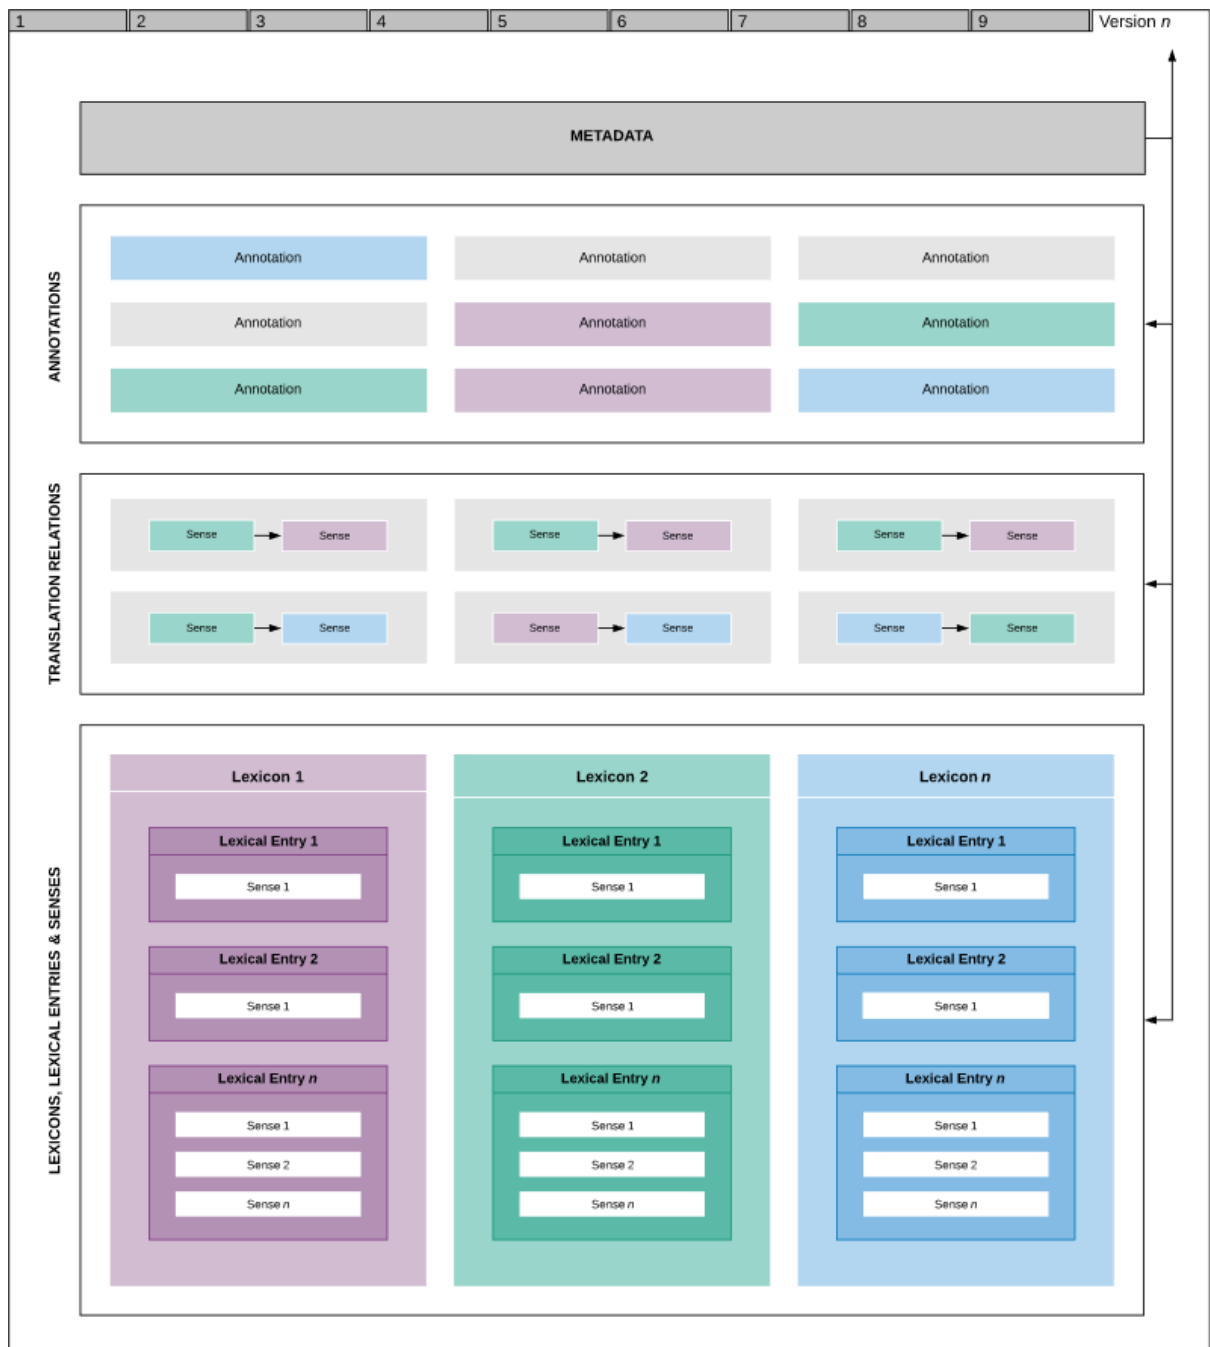 1 2 3 4 5 6 7 8 9 Version n
METADATA
ANNOTATIONS
Annotation Annotation Annotation
Annotation Annotation Annotation
Annotation Annotation Annotation
TRANSLATION RELATIONS
Sense Sense Sense Sense Sense Sense
Sense Sense Sense Sense Sense Sense
LEXICONS, LEXICAL ENTRIES & SENSES
Lexicon 1 Lexicon 2 Lexicon n
Lexical Entry 1 Lexical Entry 1 Lexical Entry 1
Sense 1 Sense 1 Sense 1
Lexical Entry 2 Lexical Entry 2 Lexical Entry 2
Sense 1 Sense 1 Sense 1
Lexical Entry n Lexical Entry n Lexical Entry n
Sense 1 Sense 1 Sense 1
Sense 2 Sense 2 Sense 2
Sense n Sense n Sense n